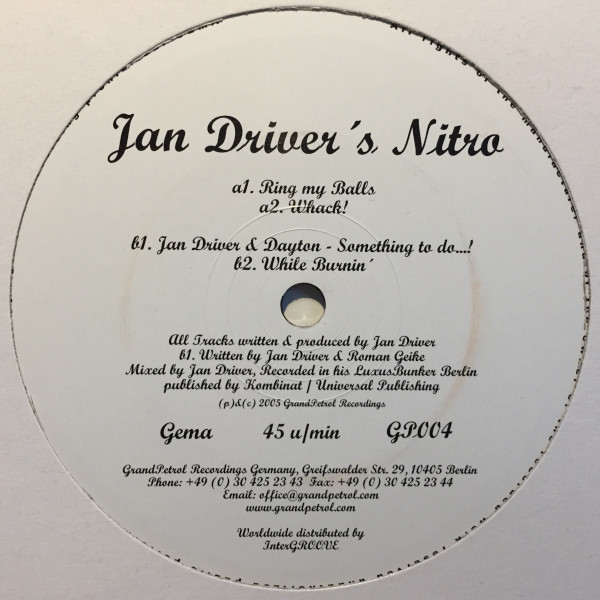 Jan Driver´s Nitro
a1. Ring my Balls
a2. Whack!
b1. Jan Driver & Dayton - Something to do...!
b2. While Burnin´
All Tracks written & produced by Jan Driver
b1. Written by Jan Driver & Roman Geike
Mixed by Jan Driver, Recorded in his LuxusBunker Berlin
published by Kombinat / Universal Publishing
(p)&(c) 2005 GrandPetrol Recordings
Gema 45 u/min GP004
GrandPetrol Recordings Germany, Greifswalder Str. 29, 10405 Berlin
Phone: +49 (0) 30 425 23 43 Fax: +49 (0) 30 425 23 44
Email: office@grandpetrol.com
www.grandpetrol.com
Worldwide distributed by
InterGROOVE